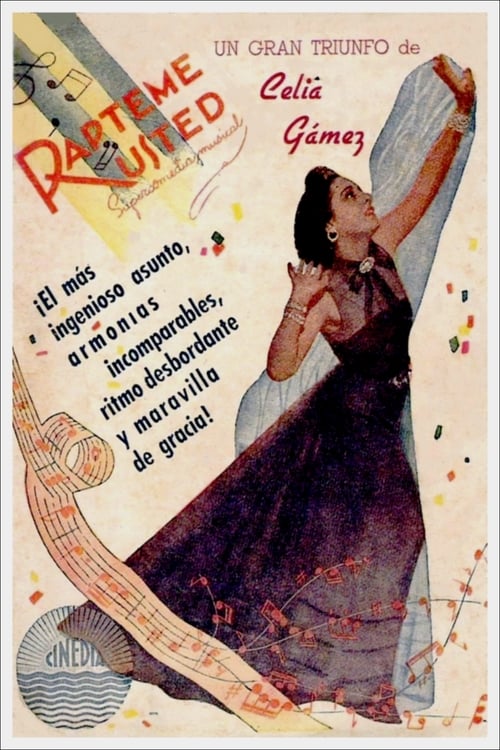 UN GRAN TRIUNFO de
Celia
Gámez
RÁPTEME
USTED
Supercomedia musical
¡El más
ingenioso asunto,
armonías
incomparables,
ritmo desbordante
y maravilla
de gracia!
CINEDIA